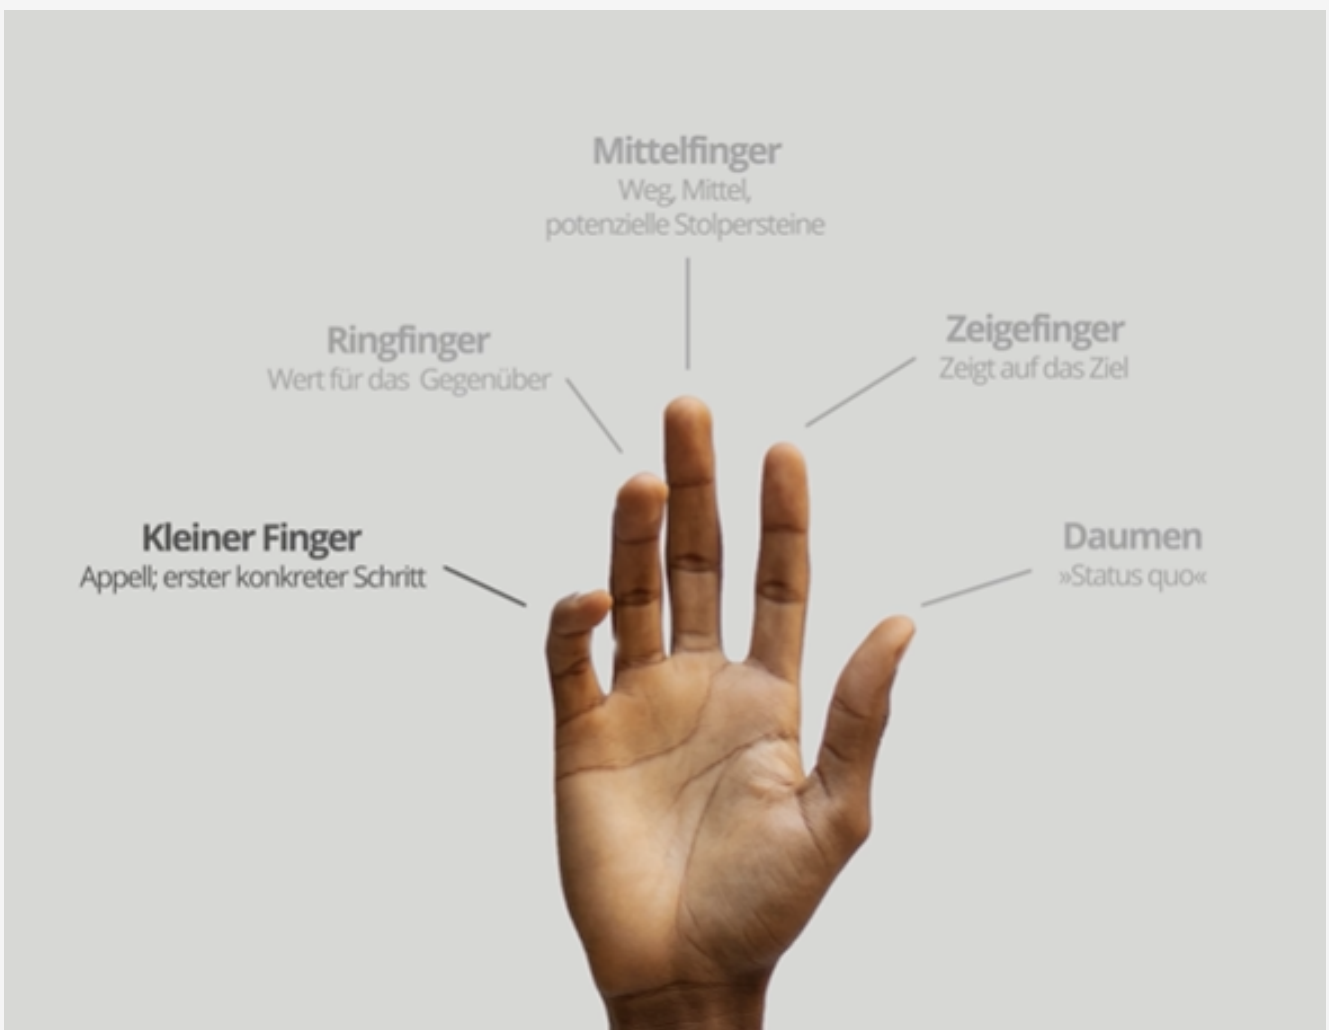 Mittelfinger
Weg, Mittel,
potenzielle Stolpersteine
Ringfinger
Wert für das Gegenüber
Zeigefinger
Zeigt auf das Ziel
Kleiner Finger
Appell; erster konkreter Schritt
Daumen
»Status quo«